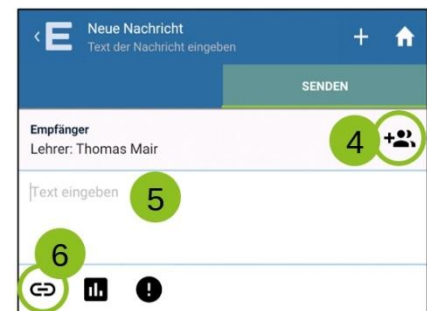 E
Neue Nachricht
Text der Nachricht eingeben
SENDEN
Empfänger
Lehrer: Thomas Mair
4
Text eingeben
5
6